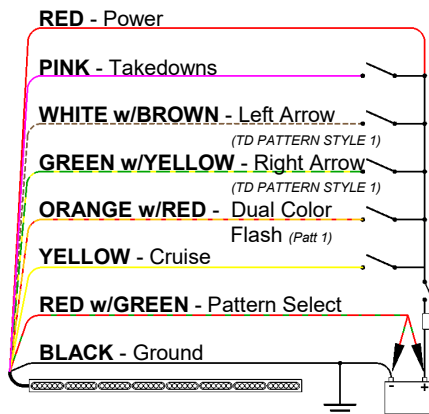 RED - Power
PINK - Takedowns
WHITE w/BROWN - Left Arrow
(TD PATTERN STYLE 1)
GREEN w/YELLOW - Right Arrow
(TD PATTERN STYLE 1)
ORANGE w/RED - Dual Color
Flash (Patt 1)
YELLOW - Cruise
RED w/GREEN - Pattern Select
BLACK - Ground
- +